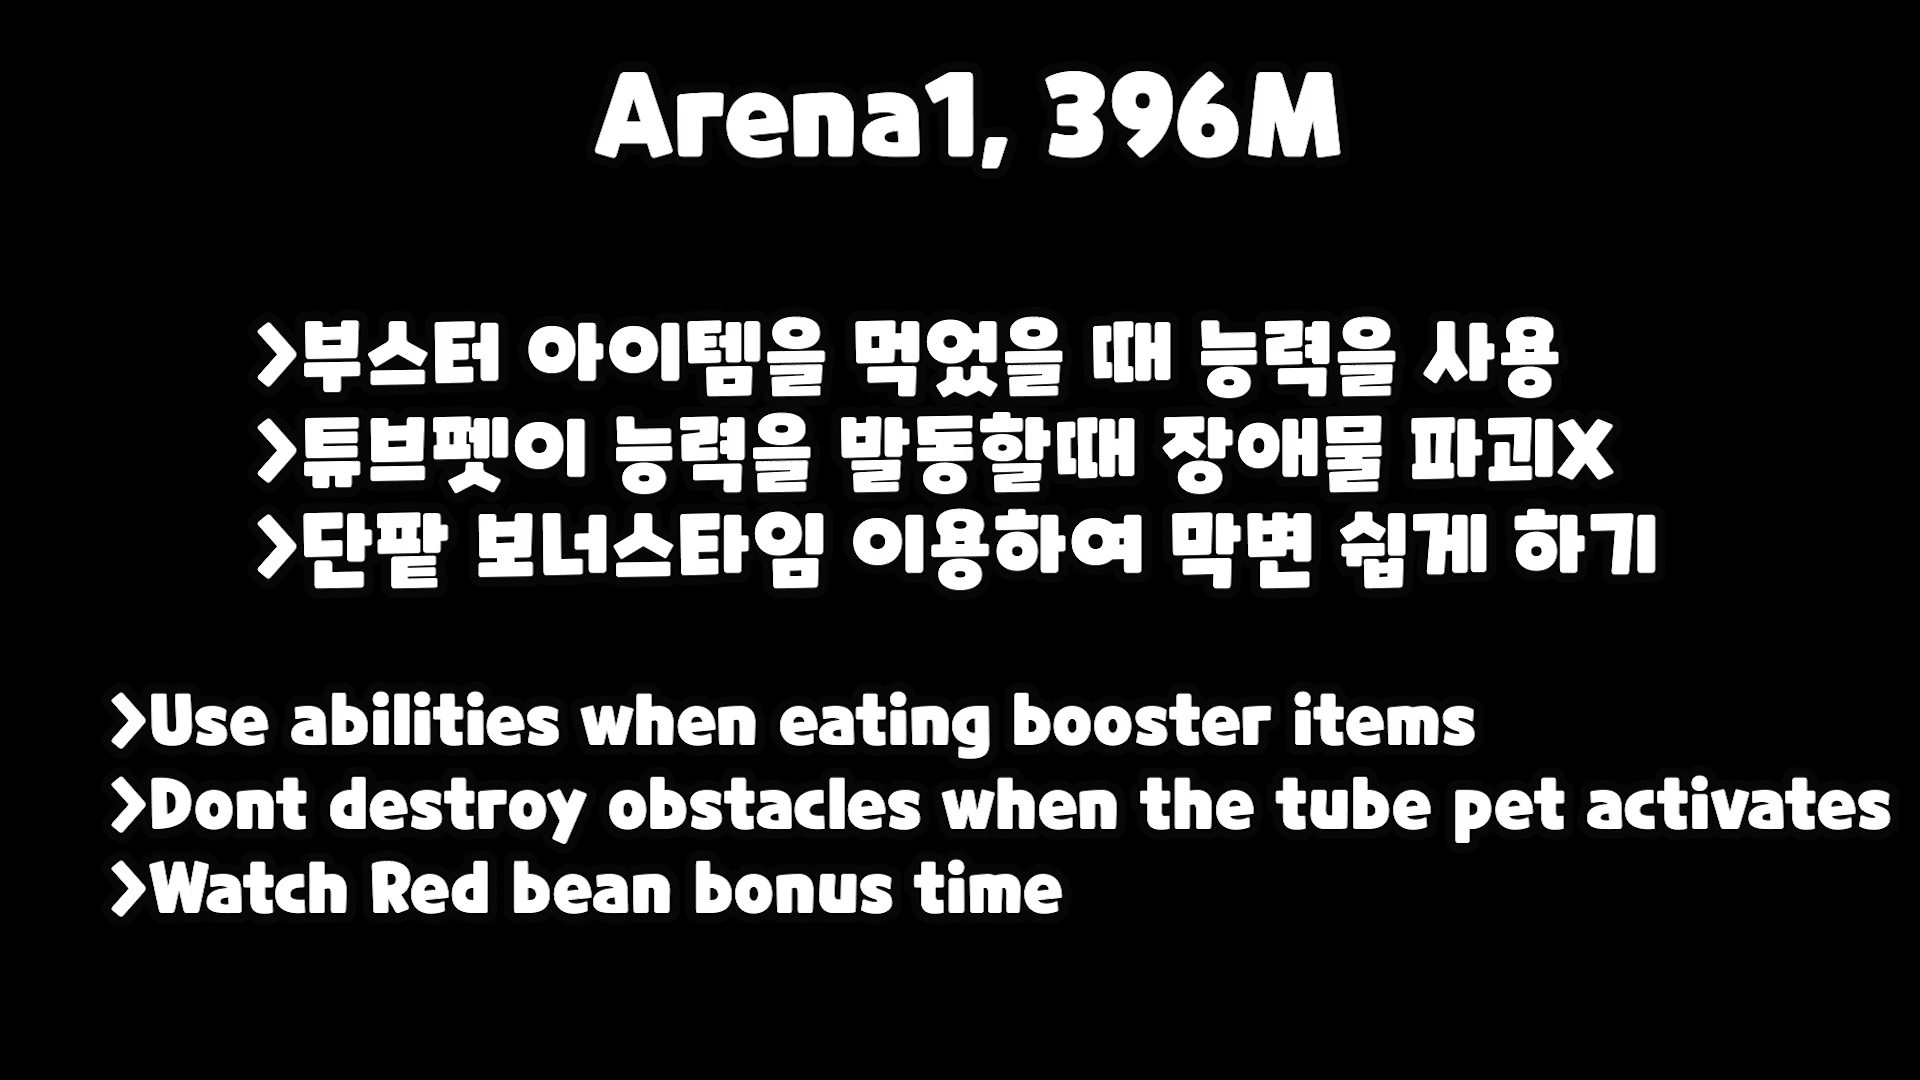 Arena1, 396M
>부스터 아이템을 먹었을 때 능력을 사용
>튜브펫이 능력을 발동할때 장애물 파괴X
>단팥 보너스타임 이용하여 막변 쉽게 하기
>Use abilities when eating booster items
>Dont destroy obstacles when the tube pet activates
>Watch Red bean bonus time